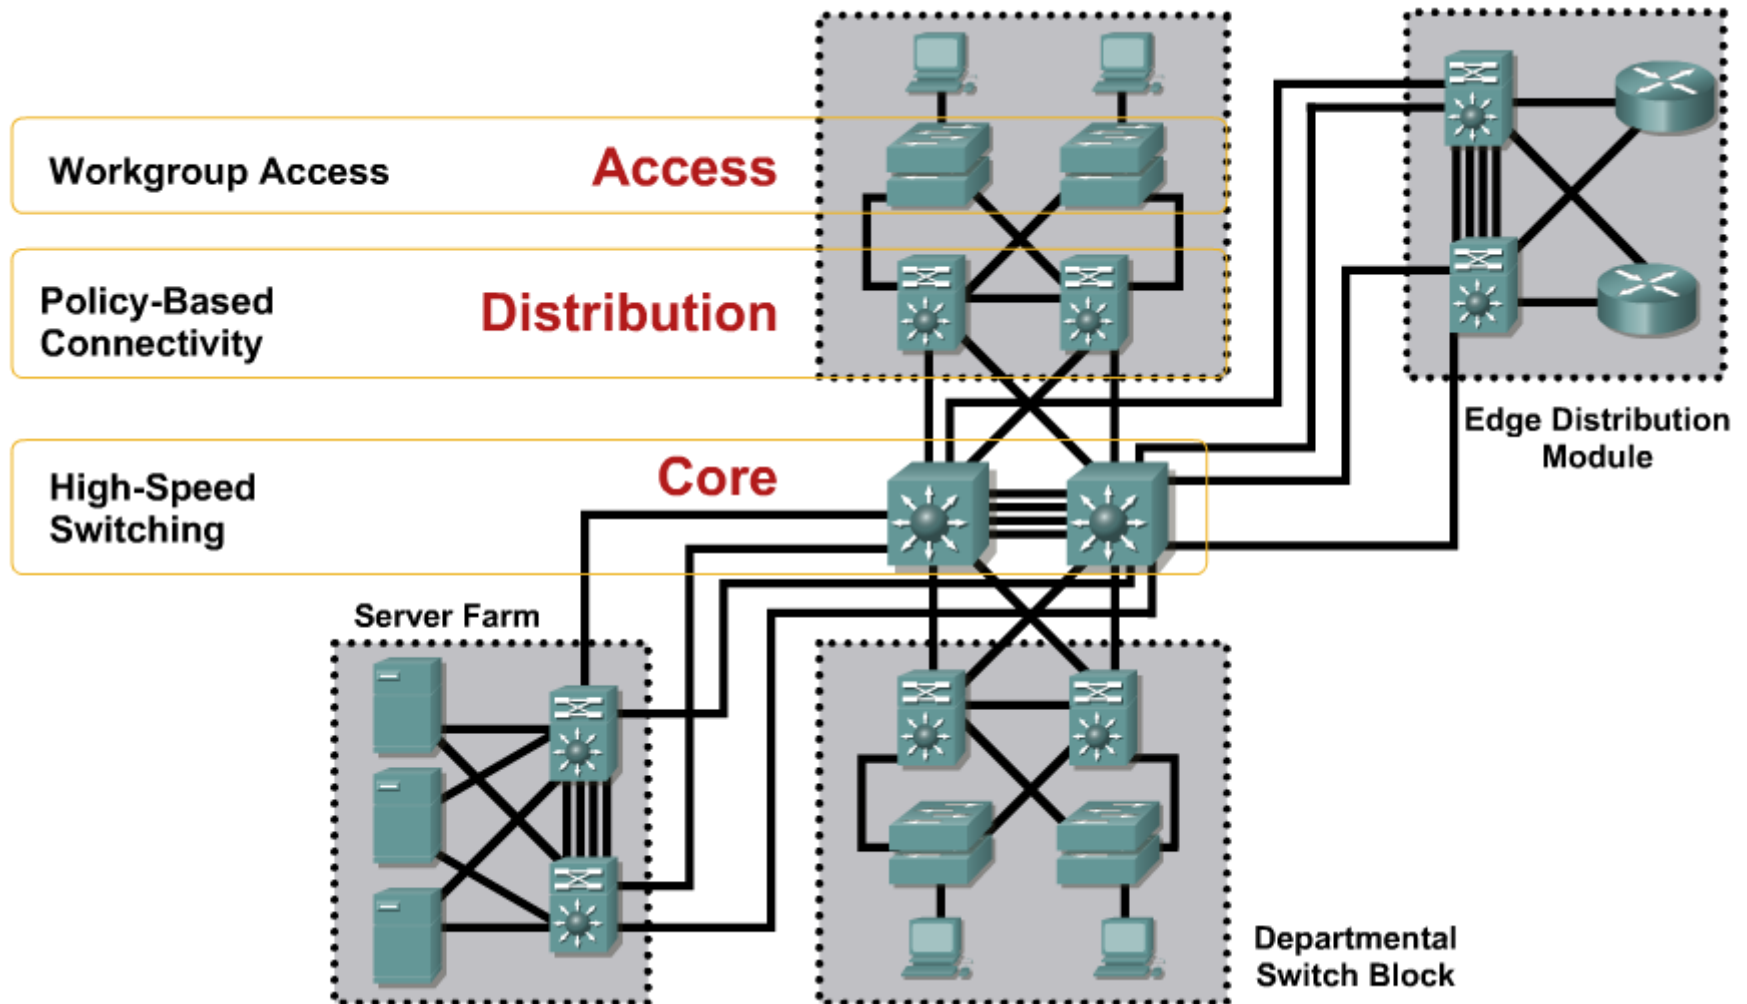 Workgroup Access
Access
Policy-Based
Connectivity
Distribution
Edge Distribution
Module
High-Speed
Switching
Core
Server Farm
Departmental
Switch Block